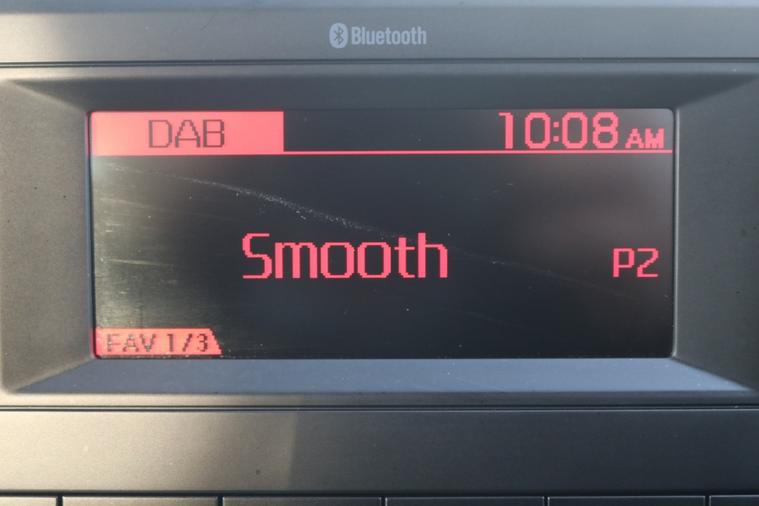 Bluetooth
DAB 10:08 AM
Smooth P2
FAV 1/3